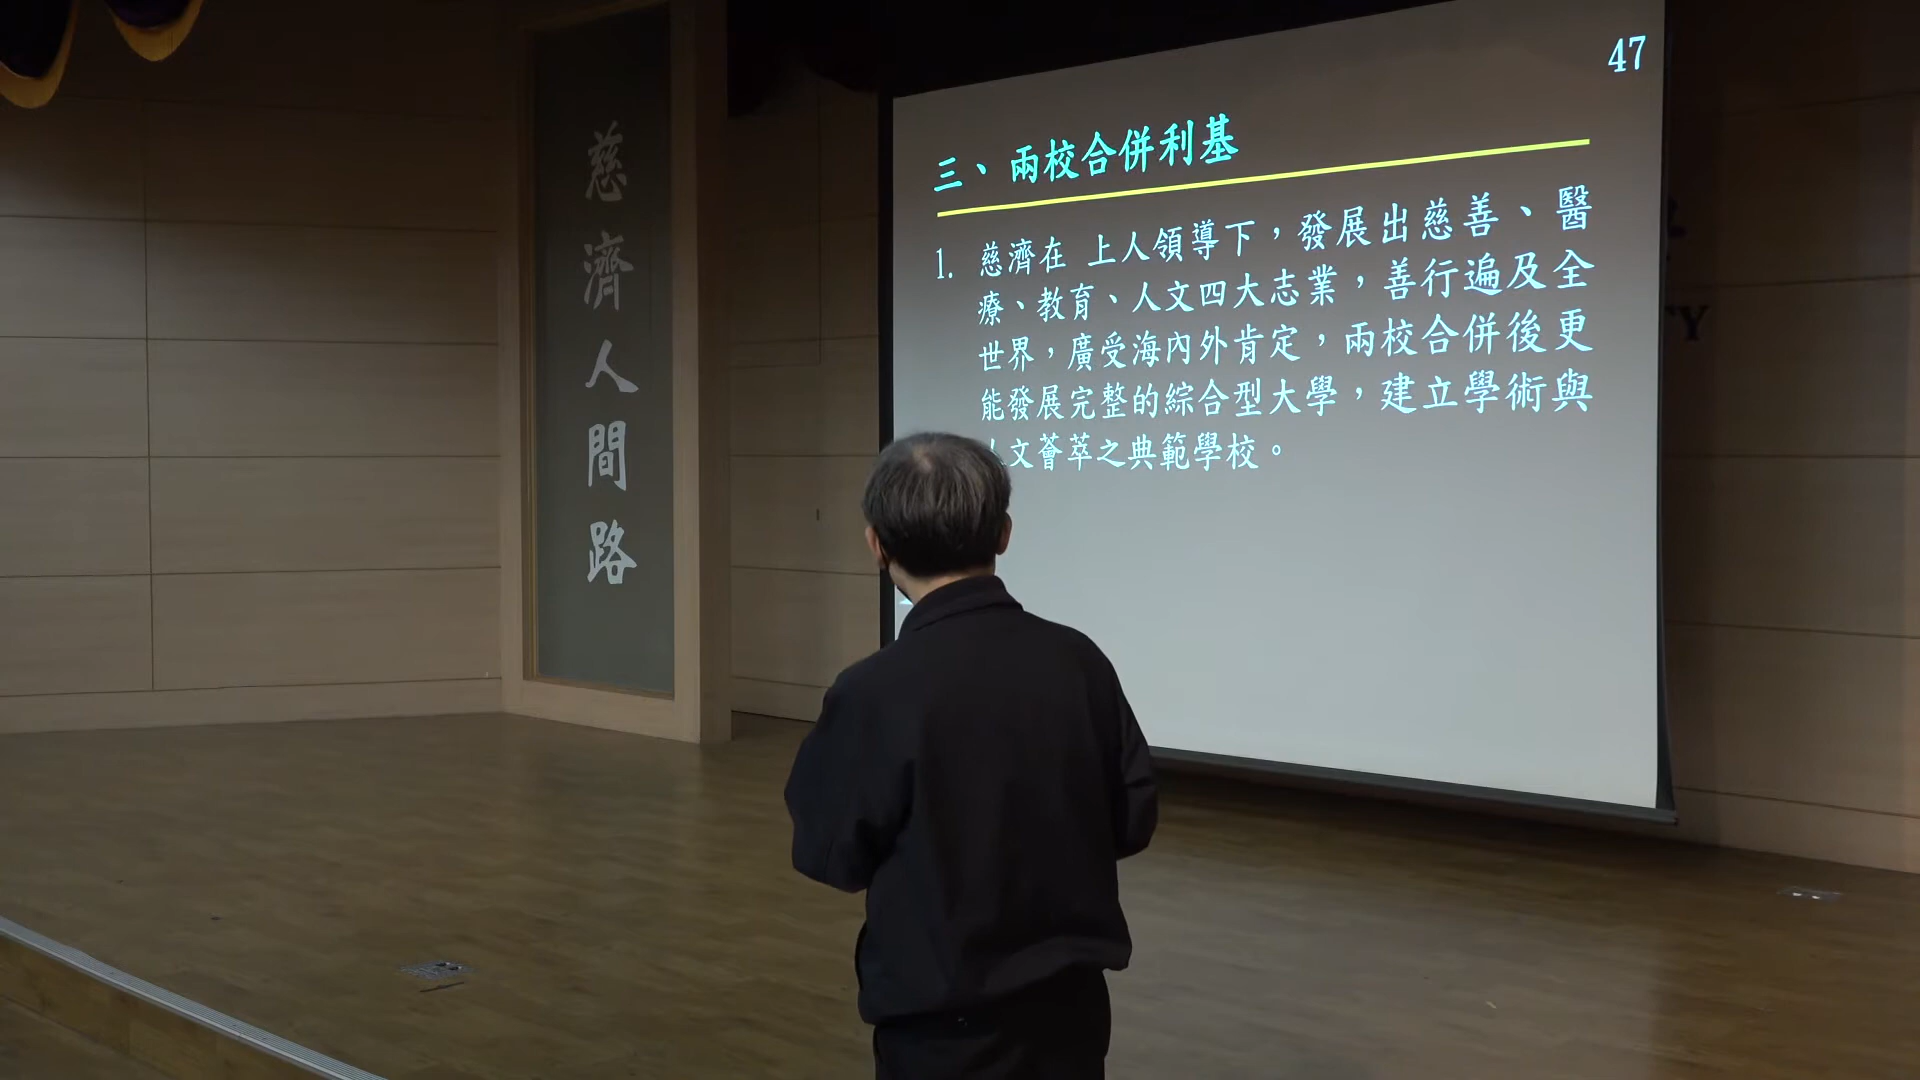 慈濟人間路
47
三、兩校合併利基
1. 慈濟在 上人領導下，發展出慈善、醫
療、教育、人文四大志業，善行遍及全
世界，廣受海內外肯定，兩校合併後更
能發展完整的綜合型大學，建立學術與
人文薈萃之典範學校。